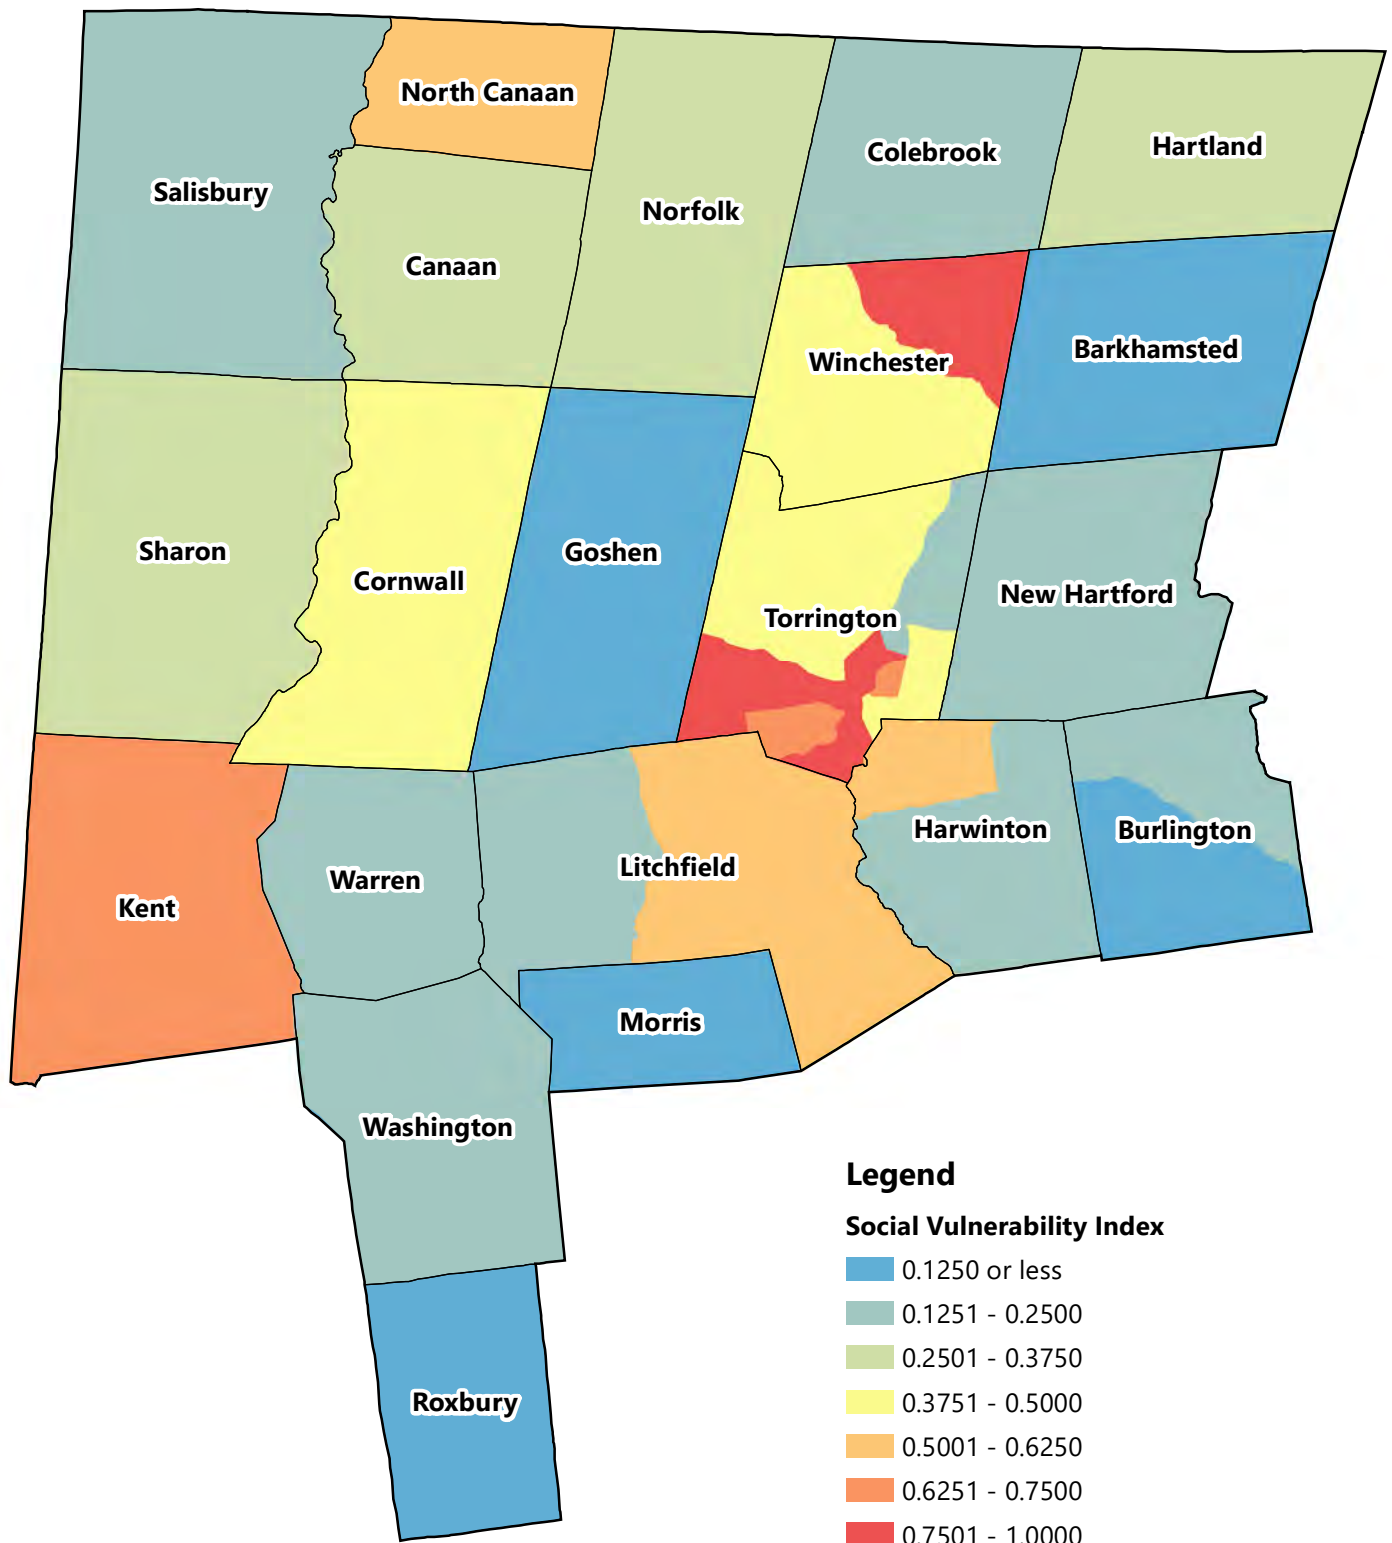 North Canaan
Hartland
Colebrook
Salisbury
Norfolk
Canaan
Barkhamsted
Winchester
Sharon
Goshen
Cornwall
New Hartford
Torrington
Harwinton
Burlington
Litchfield
Warren
Kent
Morris
Washington
Legend
Social Vulnerability Index
0.1250 or less
0.1251 - 0.2500
0.2501 - 0.3750
Roxbury
0.3751 - 0.5000
0.5001 - 0.6250
0.6251 - 0.7500
0.7501 - 1.0000